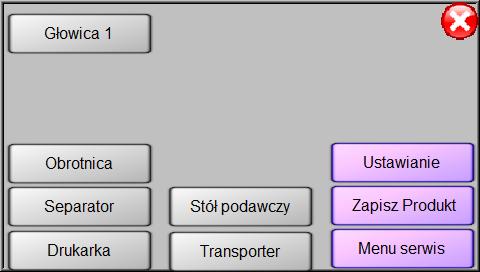 Głowica 1
Obrotnica
Ustawianie
Separator
Stół podawczy
Zapisz Produkt
Drukarka
Transporter
Menu serwis